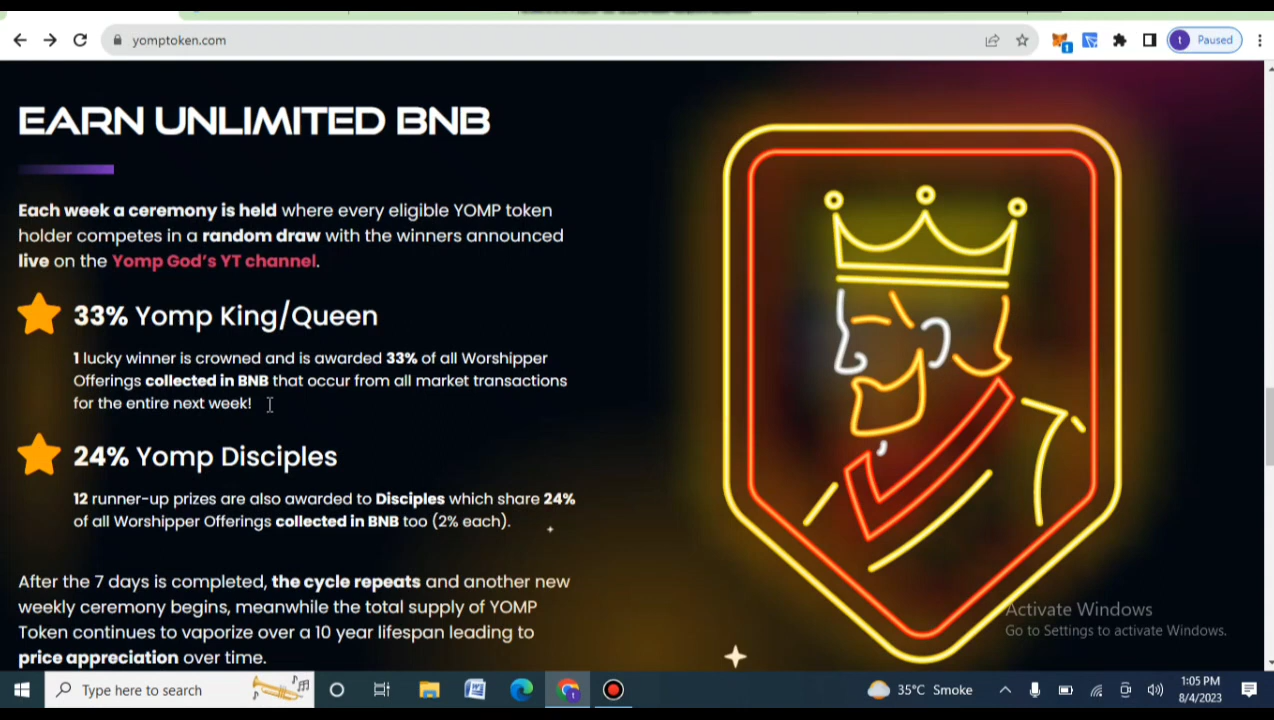 yomptoken.com
1
t
Paused
EARN UNLIMITED BNB
Each week a ceremony is held where every eligible YOMP token
holder competes in a random draw with the winners announced
live on the Yomp God's YT channel.
33% Yomp King/Queen
1 lucky winner is crowned and is awarded 33% of all Worshipper
Offerings collected in BNB that occur from all market transactions
for the entire next week!
24% Yomp Disciples
12 runner-up prizes are also awarded to Disciples which share 24%
of all Worshipper Offerings collected in BNB too (2% each).
After the 7 days is completed, the cycle repeats and another new
weekly ceremony begins, meanwhile the total supply of YOMP
Token continues to vaporize over a 10 year lifespan leading to
price appreciation over time.
Activate Windows
Go to Settings to activate Windows.
Type here to search
t
35°C Smoke
1:05 PM
8/4/2023